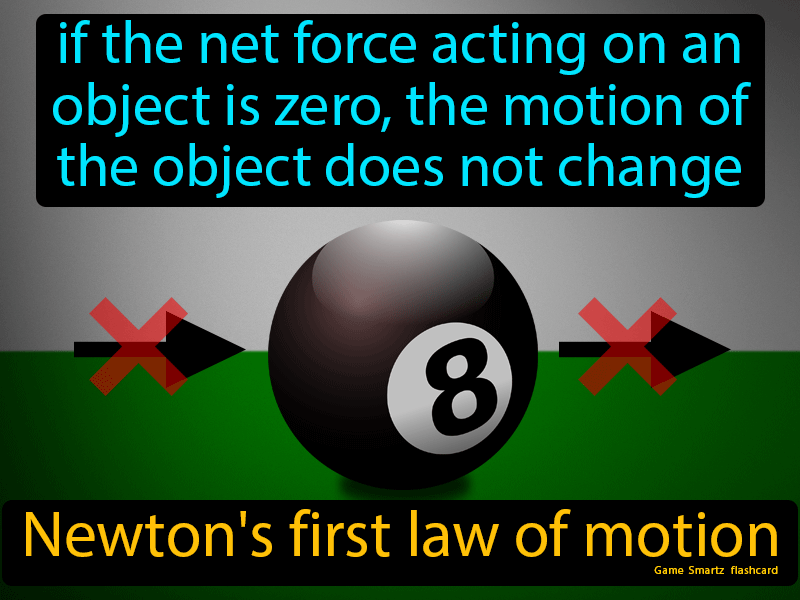 if the net force acting on an
object is zero, the motion of
the object does not change
8
Newton's first law of motion
Game Smartz flashcard